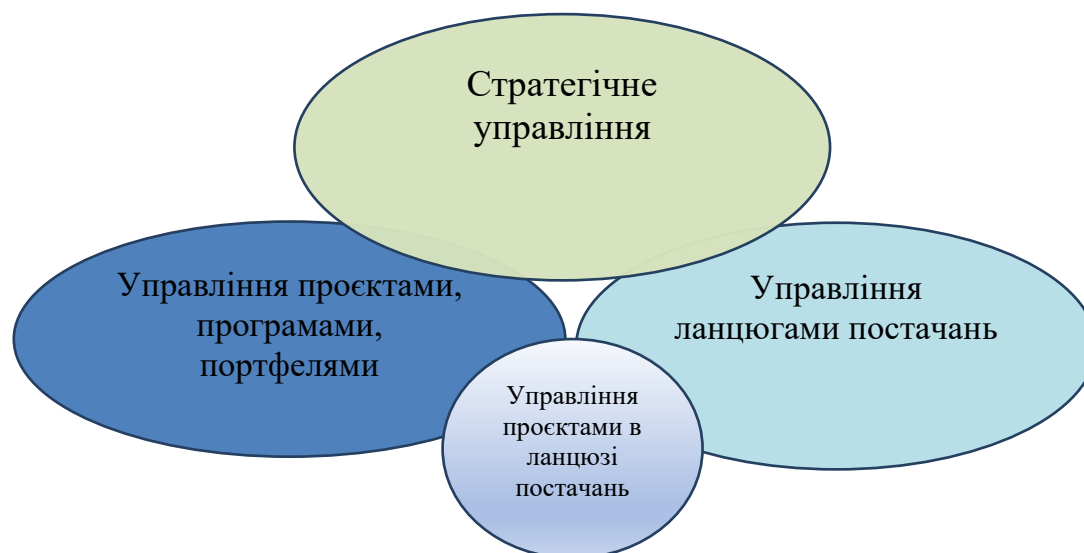 Стратегічне
управління
Управління проєктами,
програмами,
портфелями
Управління
ланцюгами постачань
Управління
проєктами в
ланцюзі
постачань